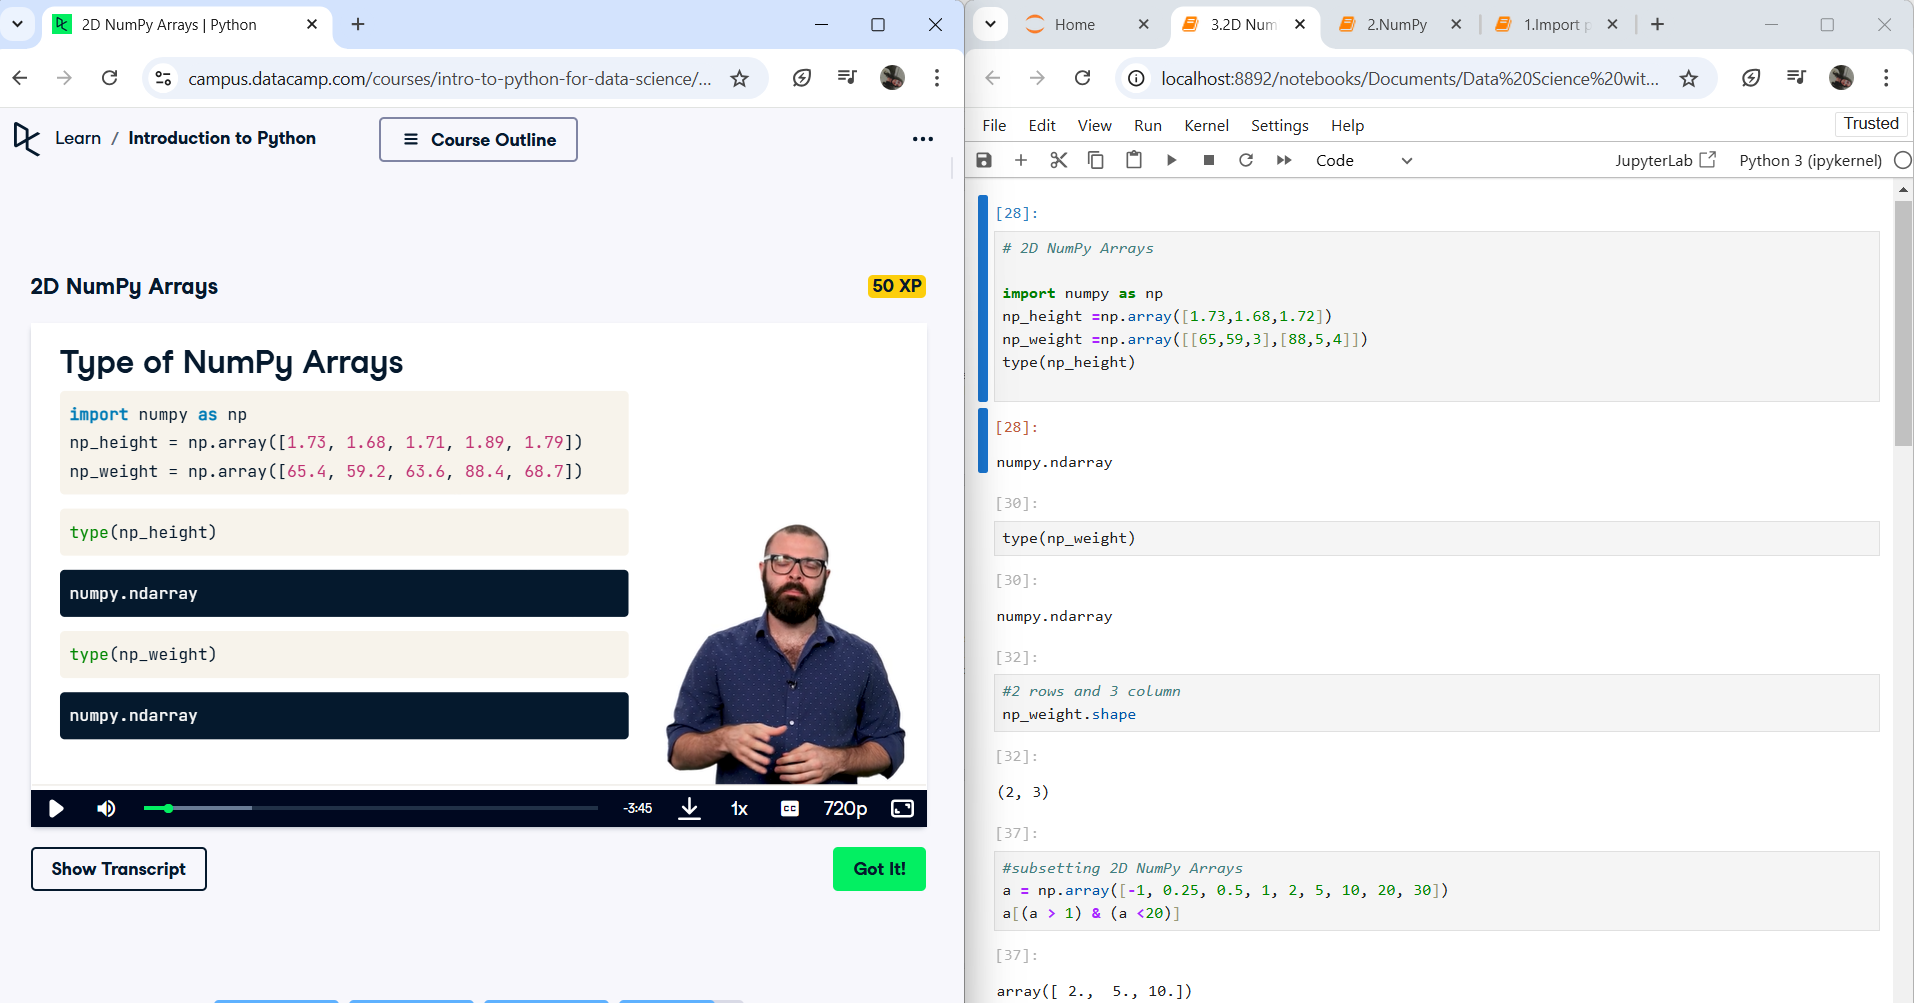 2D NumPy Arrays | Python
campus.datacamp.com/courses/intro-to-python-for-data-science/...
Learn / Introduction to Python
Course Outline
2D NumPy Arrays
50 XP
Type of NumPy Arrays
import numpy as np
np_height = np.array([1.73, 1.68, 1.71, 1.89, 1.79])
np_weight = np.array([65.4, 59.2, 63.6, 88.4, 68.7])
type(np_height)
numpy.ndarray
type(np_weight)
numpy.ndarray
-3:45
1x
CC
720p
Show Transcript
Got It!
Home
3.2D Num
2.NumPy
1.Import p
localhost:8892/notebooks/Documents/Data%20Science%20wit...
File Edit View Run Kernel Settings Help
Trusted
Code
JupyterLab
Python 3 (ipykernel)
[28]:
# 2D NumPy Arrays
import numpy as np
np_height =np.array([1.73,1.68,1.72])
np_weight =np.array([[65,59,3],[88,5,4]])
type(np_height)
[28]:
numpy.ndarray
[30]:
type(np_weight)
[30]:
numpy.ndarray
[32]:
#2 rows and 3 column
np_weight.shape
[32]:
(2, 3)
[37]:
#subsetting 2D NumPy Arrays
a = np.array([-1, 0.25, 0.5, 1, 2, 5, 10, 20, 30])
a[(a > 1) & (a <20)]
[37]:
array([ 2.,  5., 10.])